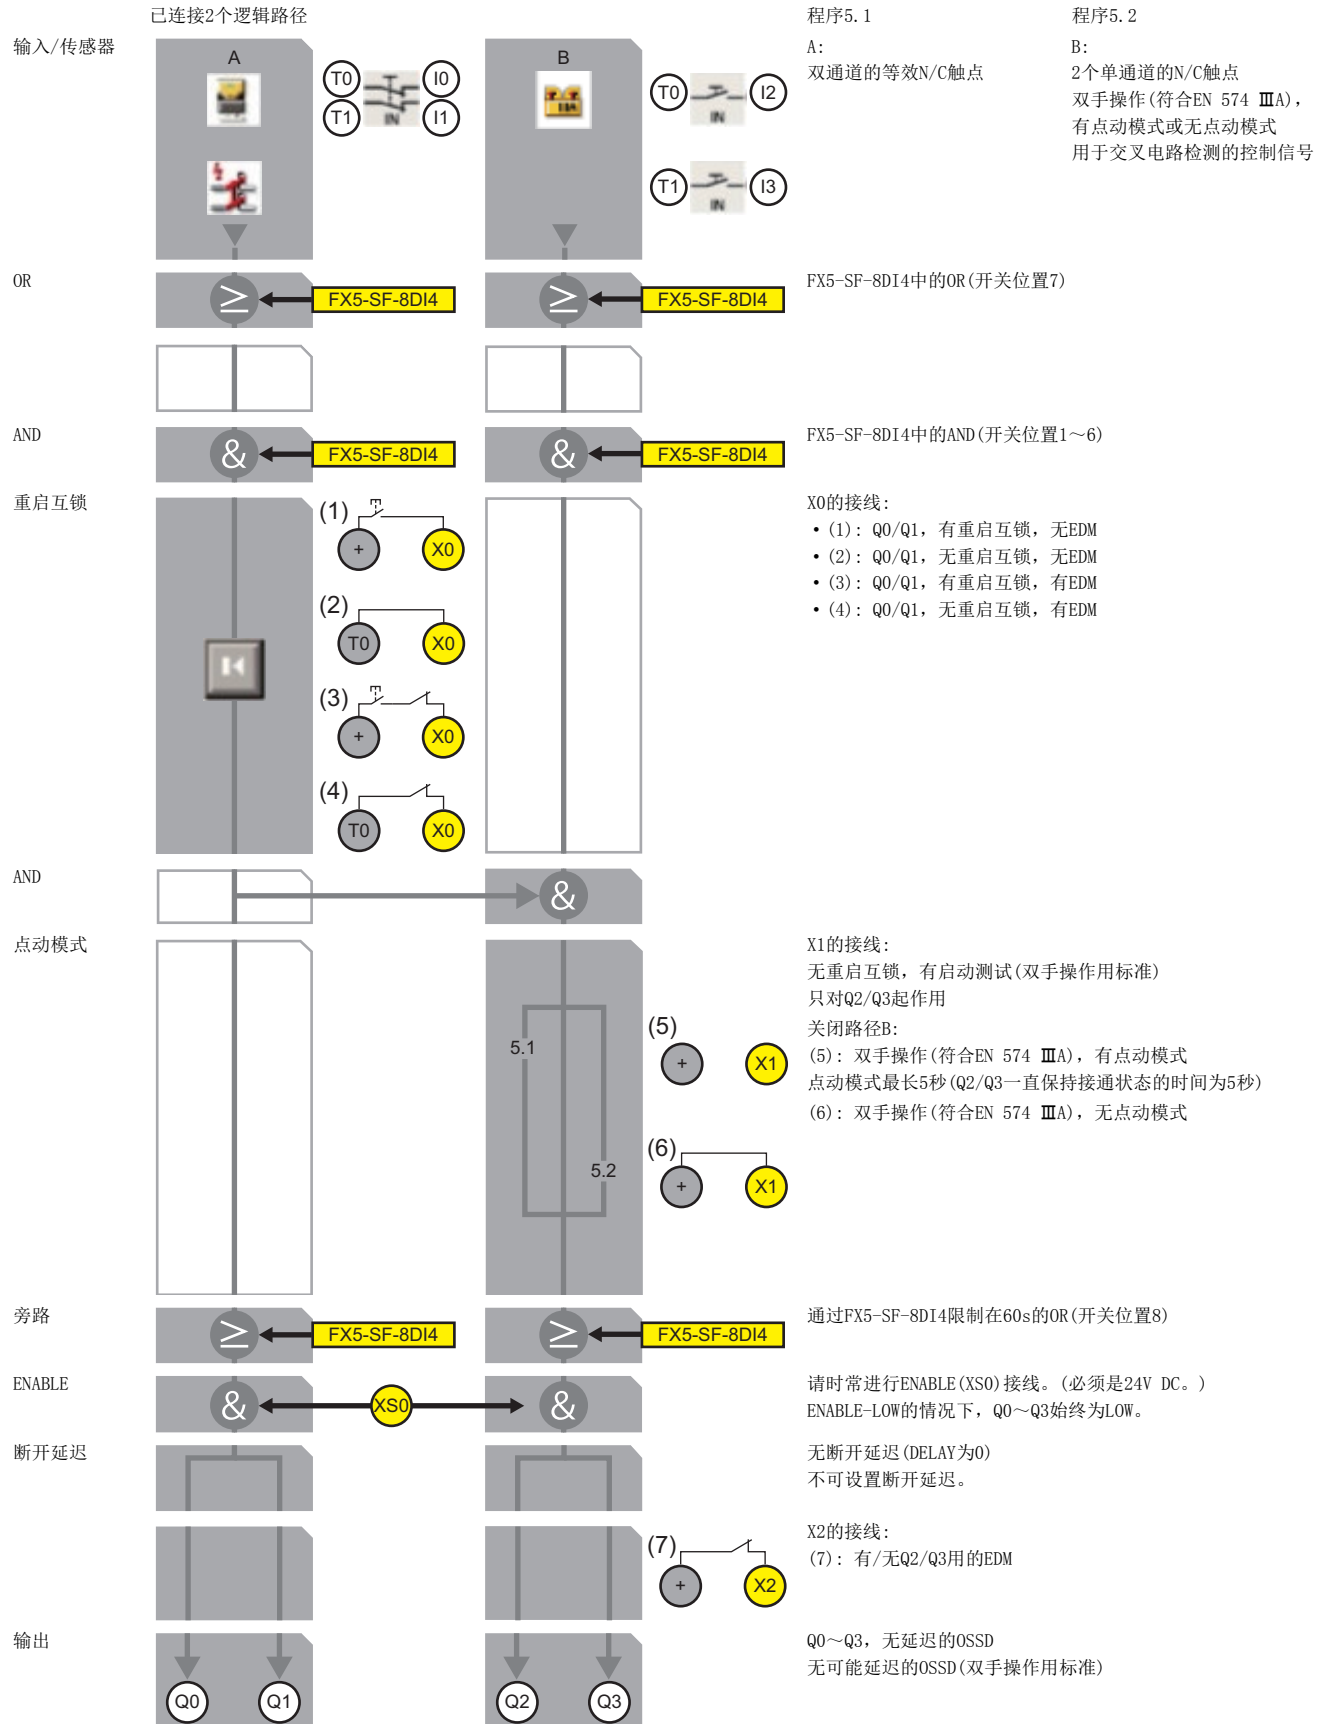 已连接2个逻辑路径
程序5.1
程序5.2
输入/传感器
A
T0
I0
T1
IN
I1
B
T0
IN
I2
T1
IN
I3
A:
双通道的等效N/C触点
B:
2个单通道的N/C触点
双手操作(符合EN 574 ⅢA),
有点动模式或无点动模式
用于交叉电路检测的控制信号
OR
≥
FX5-SF-8DI4
≥
FX5-SF-8DI4
FX5-SF-8DI4中的OR(开关位置7)
AND
&
FX5-SF-8DI4
&
FX5-SF-8DI4
FX5-SF-8DI4中的AND(开关位置1～6)
重启互锁
(1)
+
X0
(2)
T0
X0
(3)
+
X0
(4)
T0
X0
X0的接线:
•(1): Q0/Q1, 有重启互锁, 无EDM
•(2): Q0/Q1, 无重启互锁, 无EDM
•(3): Q0/Q1, 有重启互锁, 有EDM
•(4): Q0/Q1, 无重启互锁, 有EDM
AND
&
点动模式
5.1
5.2
(5)
+
X1
(6)
+
X1
X1的接线:
无重启互锁, 有启动测试(双手操作用标准)
只对Q2/Q3起作用
关闭路径B:
(5): 双手操作(符合EN 574 ⅢA), 有点动模式
点动模式最长5秒(Q2/Q3一直保持接通状态的时间为5秒)
(6): 双手操作(符合EN 574 ⅢA), 无点动模式
旁路
≥
FX5-SF-8DI4
≥
FX5-SF-8DI4
通过FX5-SF-8DI4限制在60s的OR(开关位置8)
ENABLE
&
XS0
&
请时常进行ENABLE(XS0)接线。(必须是24V DC。)
ENABLE-LOW的情况下, Q0～Q3始终为LOW。
断开延迟
无断开延迟(DELAY为0)
不可设置断开延迟。
(7)
+
X2
X2的接线:
(7): 有/无Q2/Q3用的EDM
输出
Q0
Q1
Q2
Q3
Q0～Q3, 无延迟的OSSD
无可能延迟的OSSD(双手操作用标准)